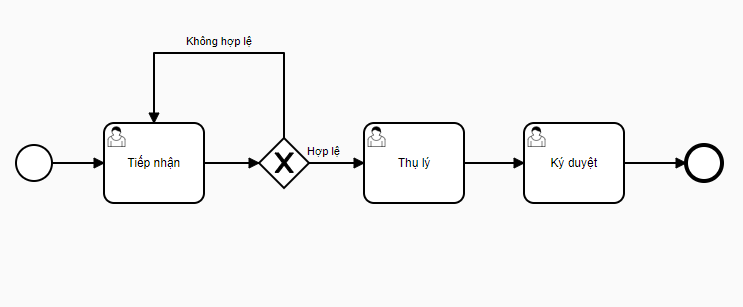 Không hợp lệ
Tiếp nhận
Hợp lệ
Thụ lý
Ký duyệt